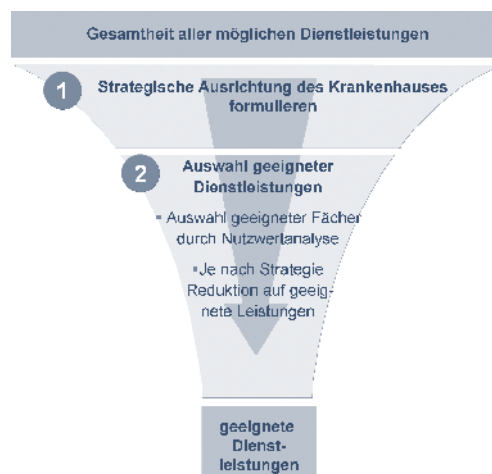 Gesamtheit aller möglichen Dienstleistungen
1
Strategische Ausrichtung des Krankenhauses
formulieren
2
Auswahl geeigneter
Dienstleistungen
▪ Auswahl geeigneter Fächer
durch Nutzwertanalyse
▪ Je nach Strategie
Reduktion auf geeig-
nete Leistungen
geeignete
Dienst-
leistungen